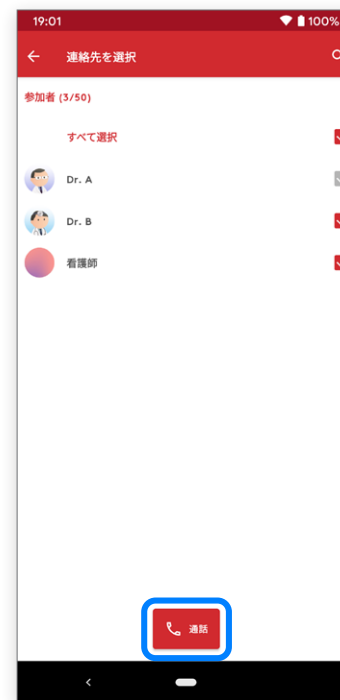 19:01 100%
連絡先を選択
参加者 (3/50)
すべて選択
Dr. A
Dr. B
看護師
通話